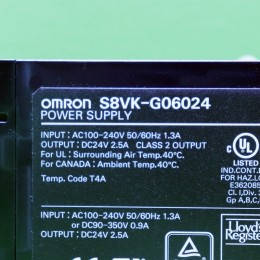 OMRON S8VK-G06024
POWER SUPPLY
INPUT : AC100-240V 50/60Hz 1.3A
OUTPUT : DC24V 2.5A CLASS 2 OUTPUT
For UL : Surrounding Air Temp.40°C.
For CANADA : Ambient Temp.40°C.
Temp. Code T4A
UL
US
LISTED
IND.CONT.
FOR HAZ.LO
E362085
Cl I,Div.
Gp A,B,C
INPUT : AC100-240V 50/60Hz 1.3A
or DC90-350V 0.9A
OUTPUT : DC24V 2.5A
Lloyd's
Register